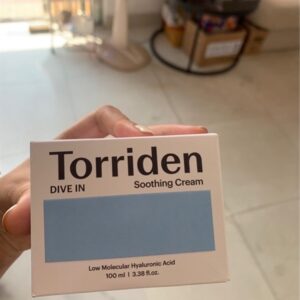 Torriden
DIVE IN Soothing Cream
Low Molecular Hyaluronic Acid
100 ml | 3.38 fl.oz.